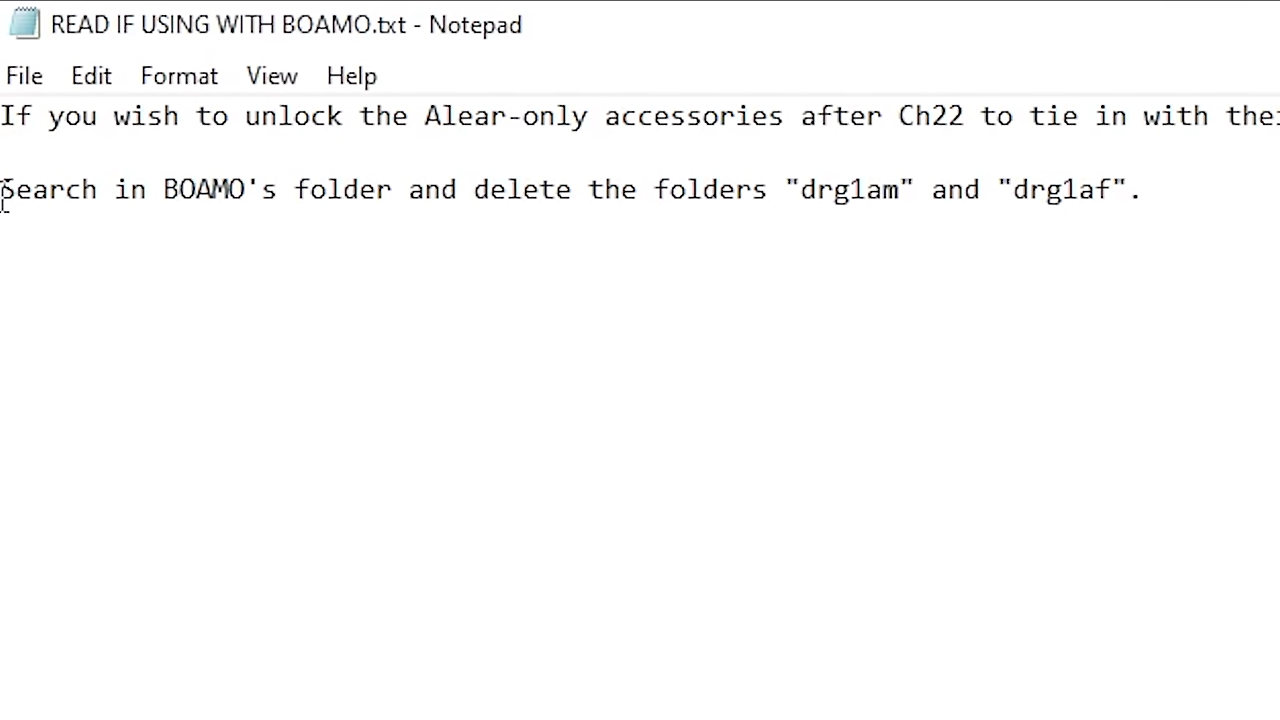 READ IF USING WITH BOAMO.txt - Notepad
File Edit Format View Help
If you wish to unlock the Alear-only accessories after Ch22 to tie in with
Search in BOAMO's folder and delete the folders "drg1am" and "drg1af".